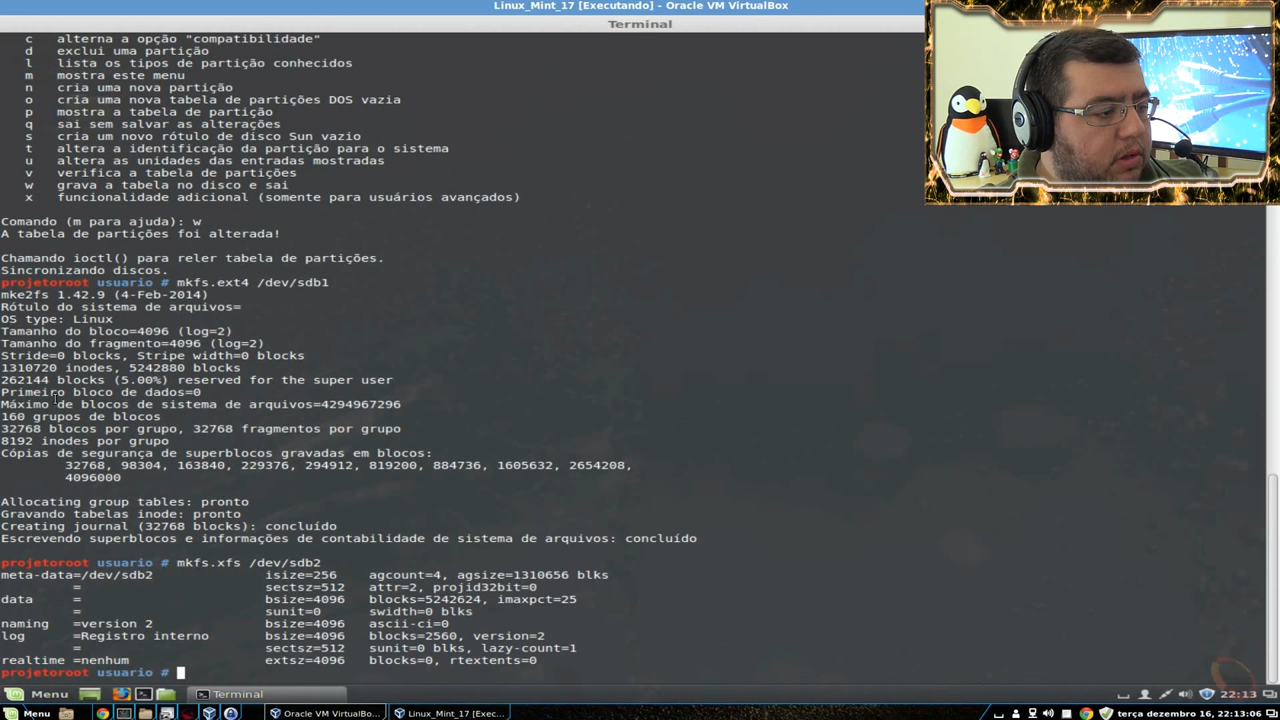 Linux_Mint_17 [Executando] - Oracle VM VirtualBox
Terminal
c   alterna a opção "compatibilidade"
d   exclui uma partição
l   lista os tipos de partição conhecidos
m   mostra este menu
n   cria uma nova partição
o   cria uma nova tabela de partições DOS vazia
p   mostra a tabela de partição
q   sai sem salvar as alterações
s   cria um novo rótulo de disco Sun vazio
t   altera a identificação da partição para o sistema
u   altera as unidades das entradas mostradas
v   verifica a tabela de partições
w   grava a tabela no disco e sai
x   funcionalidade adicional (somente para usuários avançados)
Comando (m para ajuda): w
A tabela de partições foi alterada!
Chamando ioctl() para reler tabela de partições.
Sincronizando discos.
projetoroot usuario # mkfs.ext4 /dev/sdb1
mke2fs 1.42.9 (4-Feb-2014)
Rótulo do sistema de arquivos=
OS type: Linux
Tamanho do bloco=4096 (log=2)
Tamanho do fragmento=4096 (log=2)
Stride=0 blocks, Stripe width=0 blocks
1310720 inodes, 5242880 blocks
262144 blocks (5.00%) reserved for the super user
Primeiro bloco de dados=0
Máximo de blocos de sistema de arquivos=4294967296
160 grupos de blocos
32768 blocos por grupo, 32768 fragmentos por grupo
8192 inodes por grupo
Cópias de segurança de superblocos gravadas em blocos:
32768, 98304, 163840, 229376, 294912, 819200, 884736, 1605632, 2654208,
4096000
Allocating group tables: pronto
Gravando tabelas inode: pronto
Creating journal (32768 blocks): concluído
Escrevendo superblocos e informações de contabilidade de sistema de arquivos: concluído
projetoroot usuario # mkfs.xfs /dev/sdb2
meta-data=/dev/sdb2              isize=256    agcount=4, agsize=1310656 blks
=                       sectsz=512   attr=2, projid32bit=0
data     =                       bsize=4096   blocks=5242624, imaxpct=25
=                       sunit=0      swidth=0 blks
naming   =version 2              bsize=4096   ascii-ci=0
log      =Registro interno       bsize=4096   blocks=2560, version=2
=                       sectsz=512   sunit=0 blks, lazy-count=1
realtime =nenhum                 extsz=4096   blocks=0, rtextents=0
projetoroot usuario #
Menu Terminal 22:13
Menu Oracle VM VirtualBo... Linux_Mint_17 [Exec... terça dezembro 16, 22:13:06